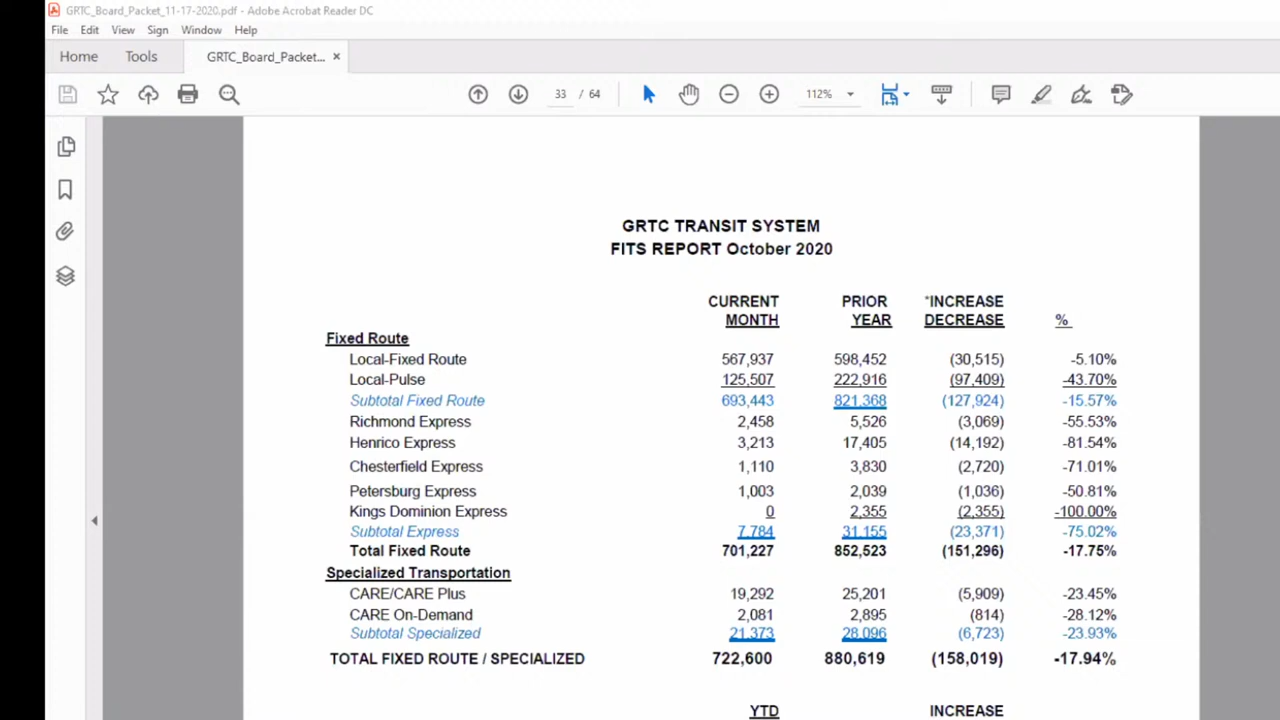 GRTC_Board_Packet_11-17-2020.pdf - Adobe Acrobat Reader DC
File Edit View Sign Window Help
Home Tools GRTC_Board_Packet... ×
33 / 64 112%
GRTC TRANSIT SYSTEM
FITS REPORT October 2020
CURRENT PRIOR *INCREASE
MONTH YEAR DECREASE %
Fixed Route
Local-Fixed Route 567,937 598,452 (30,515) -5.10%
Local-Pulse 125,507 222,916 (97,409) -43.70%
Subtotal Fixed Route 693,443 821,368 (127,924) -15.57%
Richmond Express 2,458 5,526 (3,069) -55.53%
Henrico Express 3,213 17,405 (14,192) -81.54%
Chesterfield Express 1,110 3,830 (2,720) -71.01%
Petersburg Express 1,003 2,039 (1,036) -50.81%
Kings Dominion Express 0 2,355 (2,355) -100.00%
Subtotal Express 7,784 31,155 (23,371) -75.02%
Total Fixed Route 701,227 852,523 (151,296) -17.75%
Specialized Transportation
CARE/CARE Plus 19,292 25,201 (5,909) -23.45%
CARE On-Demand 2,081 2,895 (814) -28.12%
Subtotal Specialized 21,373 28,096 (6,723) -23.93%
TOTAL FIXED ROUTE / SPECIALIZED 722,600 880,619 (158,019) -17.94%
YTD INCREASE